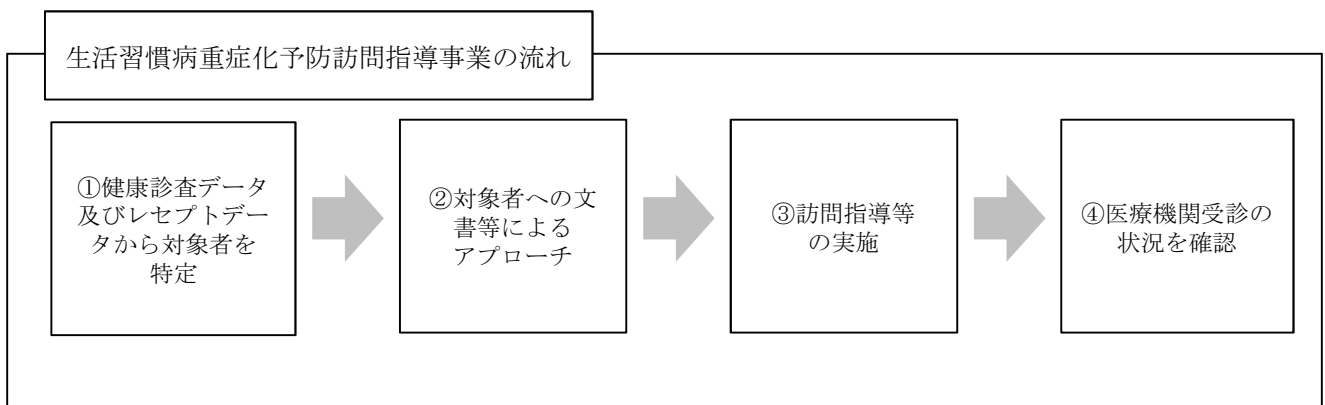 生活習慣病重症化予防訪問指導事業の流れ
①健康診査データ
及びレセプトデー
タから対象者を
特定
②対象者への文
書等による
アプローチ
③訪問指導等
の実施
④医療機関受診の
状況を確認